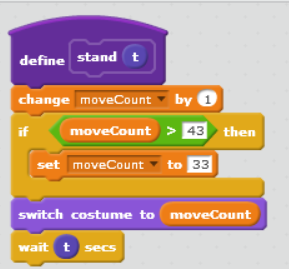 define stand t
change moveCount by 1
if moveCount > 43 then
set moveCount to 33
switch costume to moveCount
wait t secs